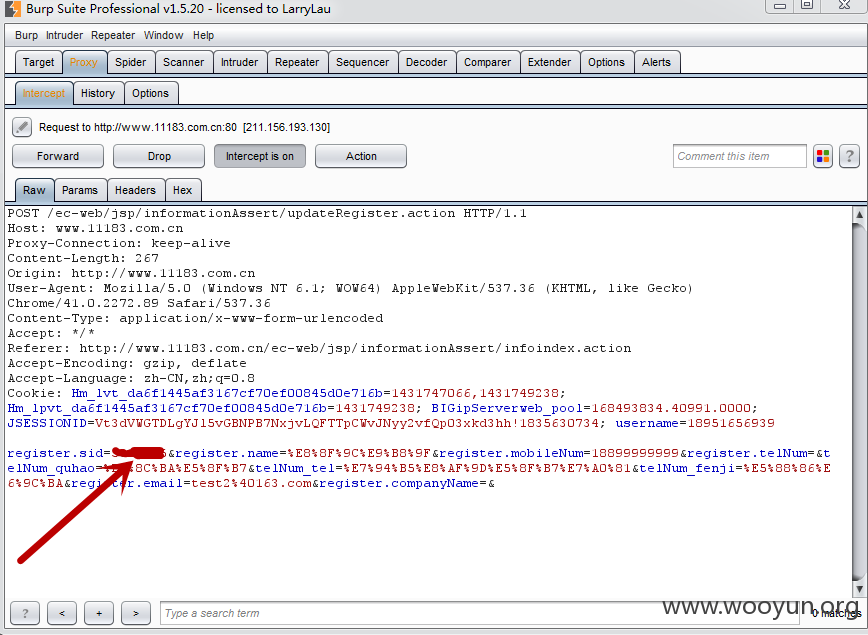 Burp Suite Professional v1.5.20 - licensed to LarryLau
Burp Intruder Repeater Window Help
Target Proxy Spider Scanner Intruder Repeater Sequencer Decoder Comparer Extender Options Alerts
Intercept History Options
Request to http://www.11183.com.cn:80 [211.156.193.130]
Forward Drop Intercept is on Action Comment this item ?
Raw Params Headers Hex
POST /ec-web/jsp/informationAssert/updateRegister.action HTTP/1.1
Host: www.11183.com.cn
Proxy-Connection: keep-alive
Content-Length: 267
Origin: http://www.11183.com.cn
User-Agent: Mozilla/5.0 (Windows NT 6.1; WOW64) AppleWebKit/537.36 (KHTML, like Gecko)
Chrome/41.0.2272.89 Safari/537.36
Content-Type: application/x-www-form-urlencoded
Accept: */*
Referer: http://www.11183.com.cn/ec-web/jsp/informationAssert/infoindex.action
Accept-Encoding: gzip, deflate
Accept-Language: zh-CN,zh;q=0.8
Cookie: Hm_lvt_da6f1445af3167cf70ef00845d0e716b=1431747066,1431749238;
Hm_lpvt_da6f1445af3167cf70ef00845d0e716b=1431749238; BIGipServerweb_pool=168493834.40991.0000;
JSESSIONID=Vt3dVWGTDLgYJl5vGBNPB7NxjvLQFTTpCWvJNyy2vfQpO3xkd3hh!1835630734; username=18951656939
register.sid= &register.name=%E8%8F%9C%E9%B8%9F&register.mobileNum=18899999999&register.telNum=&t
elNum_quhao= %8C%BA%E5%8F%B7&telNum_tel=%E7%94%B5%E8%AF%9D%E5%8F%B7%E7%A0%81&telNum_fenji=%E5%88%86%E
6%9C%BA&register.email=test2%40163.com&register.companyName=&
? < + > Type a search term 0 matches
www.wooyun.org